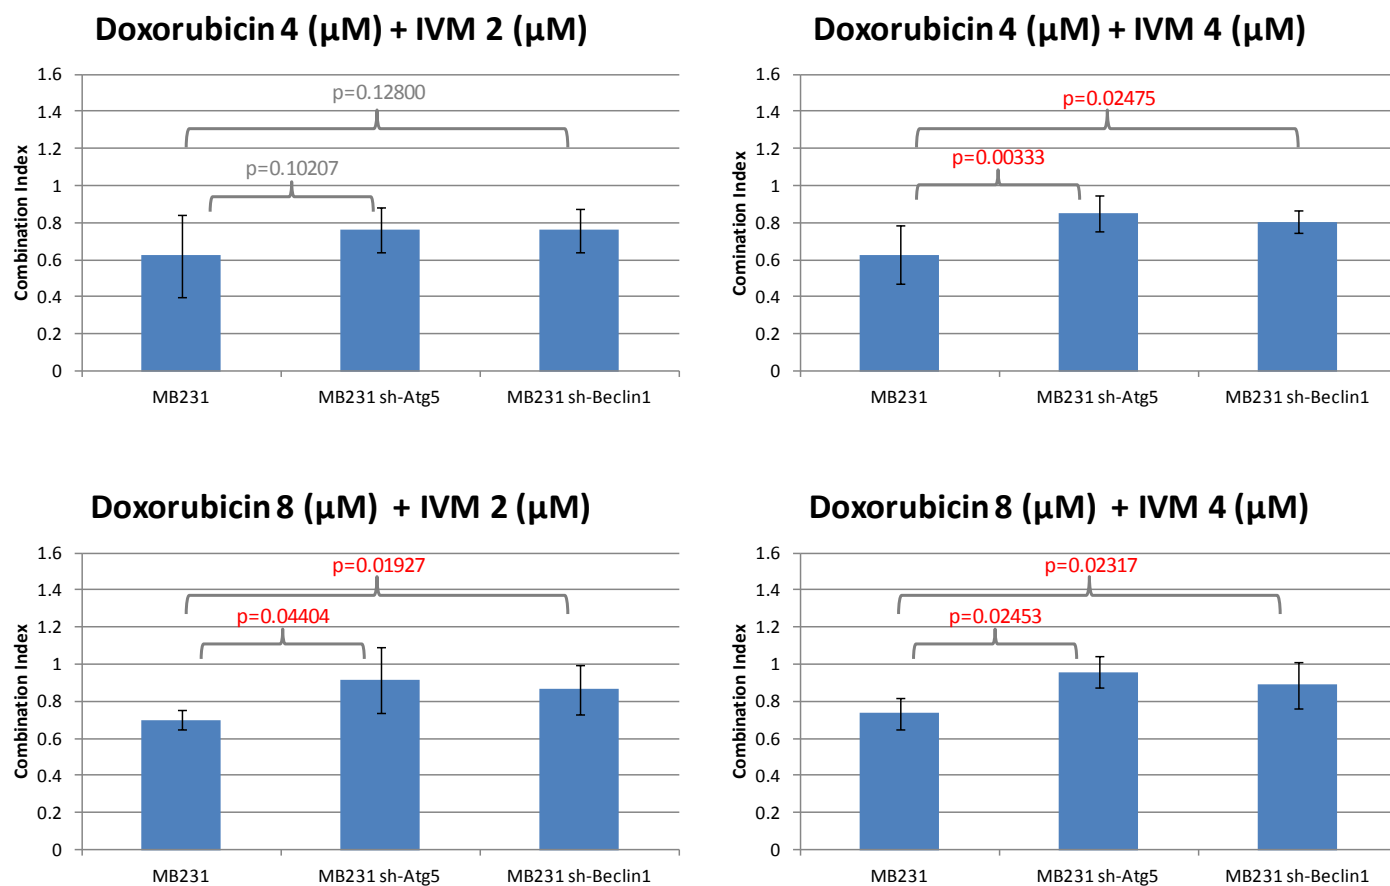 Doxorubicin 4 (µM) + IVM 2 (µM)
1.6
1.4
1.2
1
0.8
0.6
0.4
0.2
0
Combination Index
p=0.12800
p=0.10207
MB231
MB231 sh-Atg5
MB231 sh-Beclin1
Doxorubicin 4 (µM) + IVM 4 (µM)
1.6
1.4
1.2
1
0.8
0.6
0.4
0.2
0
Comination Index
p=0.02475
p=0.00333
MB231
MB231 sh-Atg5
MB231 sh-Beclin1
Doxorubicin 8 (µM) + IVM 2 (µM)
1.6
1.4
1.2
1
0.8
0.6
0.4
0.2
0
Combination Index
p=0.01927
p=0.04404
MB231
MB231 sh-Atg5
MB231 sh-Beclin1
Doxorubicin 8 (µM) + IVM 4 (µM)
1.6
1.4
1.2
1
0.8
0.6
0.4
0.2
0
Combination Index
p=0.02317
p=0.02453
MB231
MB231 sh-Atg5
MB231 sh-Beclin1